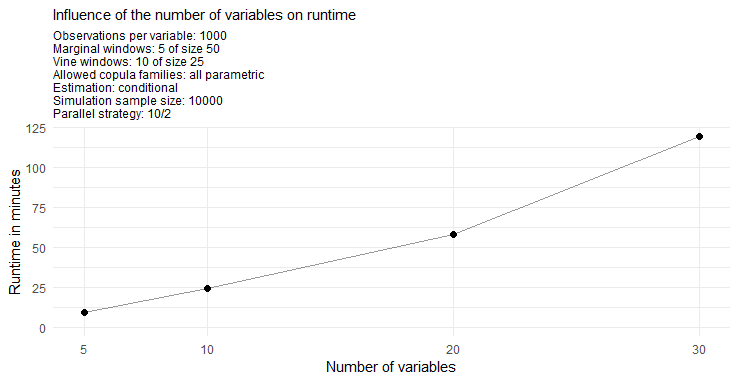 Influence of the number of variables on runtime
Observations per variable: 1000
Marginal windows: 5 of size 50
Vine windows: 10 of size 25
Allowed copula families: all parametric
Estimation: conditional
Simulation sample size: 10000
Parallel strategy: 10/2
125
100
75
50
25
0
Runtime in minutes
5 10 20 30
Number of variables